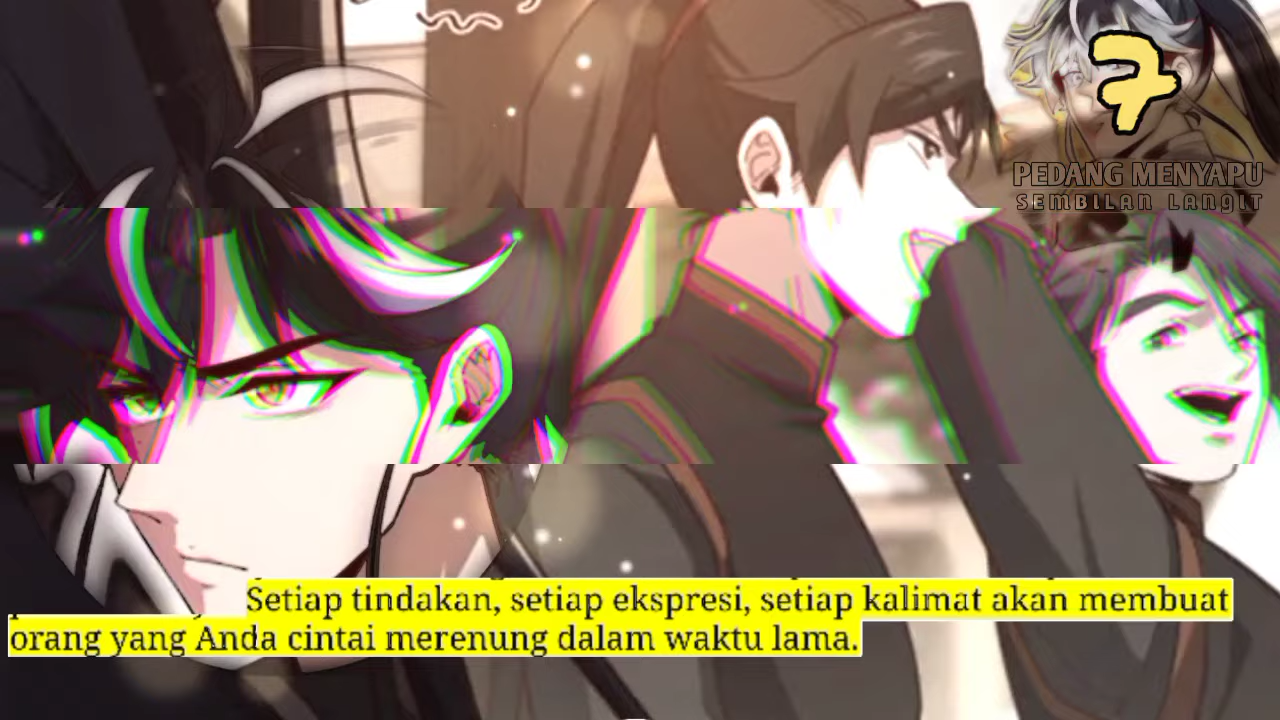 7
PEDANG MENYAPU
SEMBILAN LANGIT
Setiap tindakan, setiap ekspresi, setiap kalimat akan membuat
orang yang Anda cintai merenung dalam waktu lama.